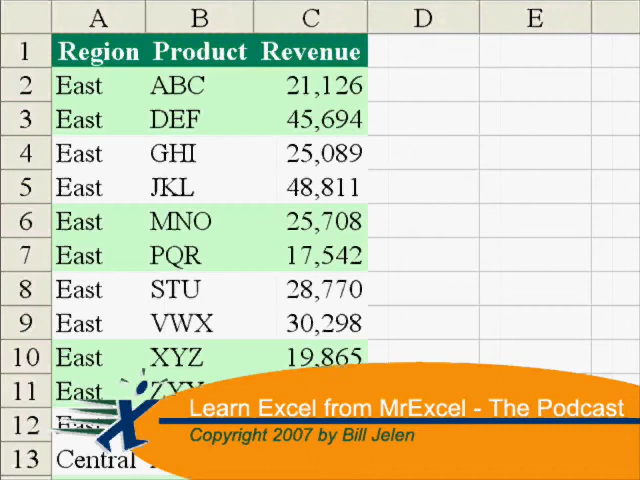 A B C D E
1 Region Product Revenue
2 East ABC 21,126
3 East DEF 45,694
4 East GHI 25,089
5 East JKL 48,811
6 East MNO 25,708
7 East PQR 17,542
8 East STU 28,770
9 East VWX 30,298
10 East XYZ 19,865
11 East
12 East
13 Central
Learn Excel from MrExcel - The Podcast
Copyright 2007 by Bill Jelen